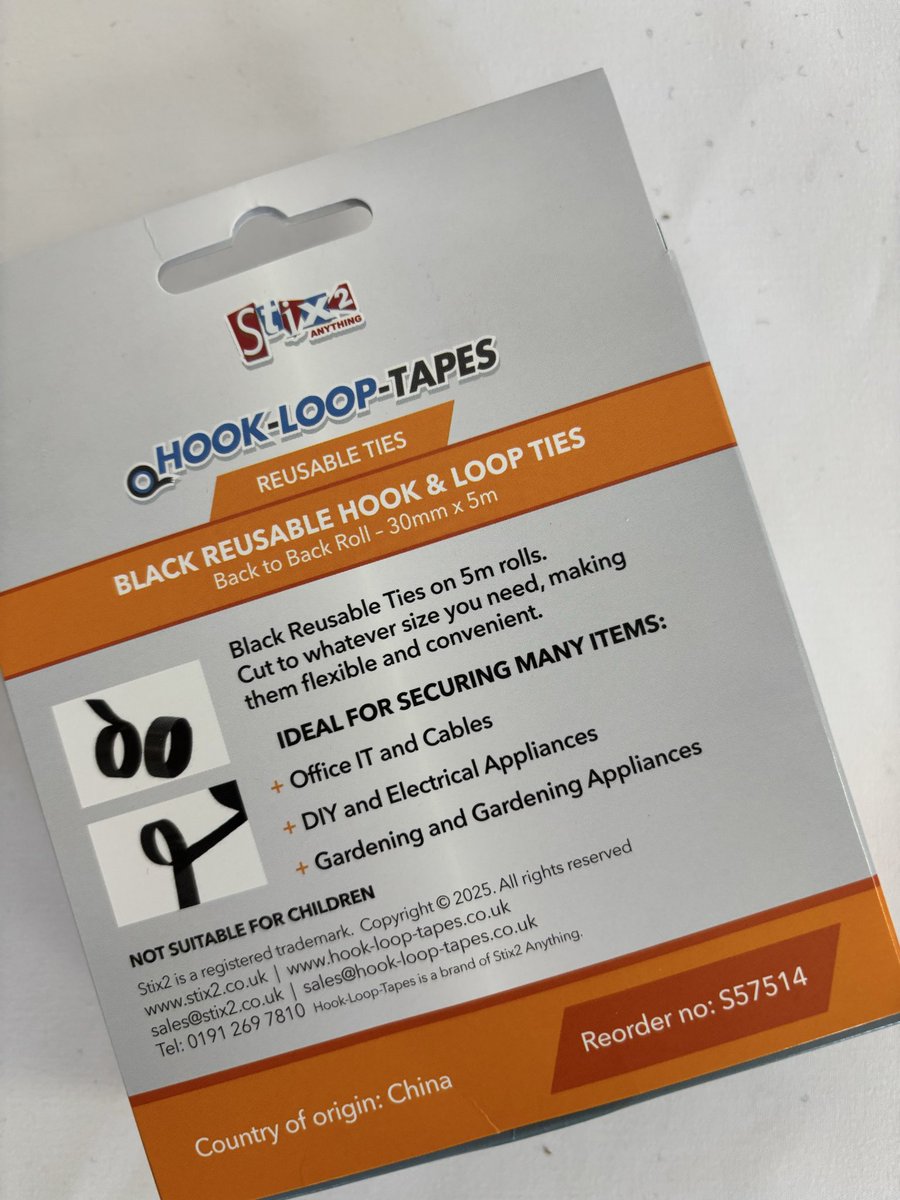 Stix2
ANYTHING
HOOK-LOOP-TAPES
REUSABLE TIES
BLACK REUSABLE HOOK & LOOP TIES
Back to Back Roll - 30mm x 5m
Black Reusable Ties on 5m rolls.
Cut to whatever size you need, making
them flexible and convenient.
IDEAL FOR SECURING MANY ITEMS:
+ Office IT and Cables
+ DIY and Electrical Appliances
+ Gardening and Gardening Appliances
NOT SUITABLE FOR CHILDREN
Stix2 is a registered trademark. Copyright © 2025. All rights reserved
www.stix2.co.uk | www.hook-loop-tapes.co.uk
sales@stix2.co.uk | sales@hook-loop-tapes.co.uk
Tel: 0191 269 7810 Hook-Loop-Tapes is a brand of Stix2 Anything.
Reorder no: S57514
Country of origin: China